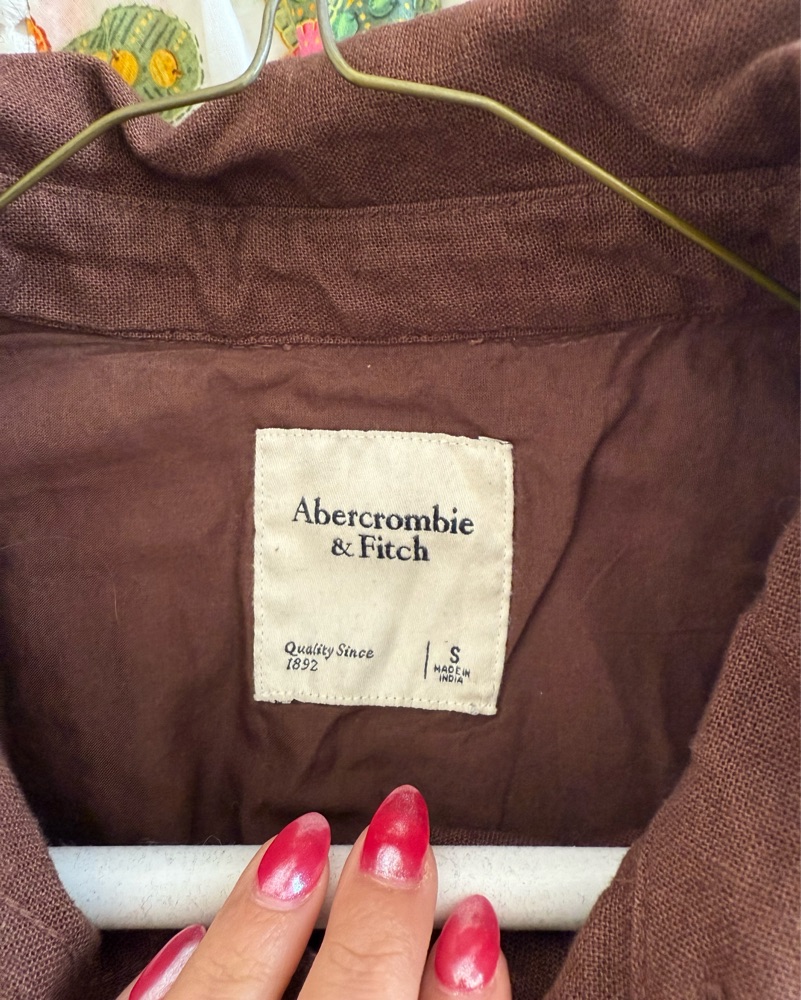 Abercrombie
& Fitch
Quality Since
1892
S
MADE IN
INDIA